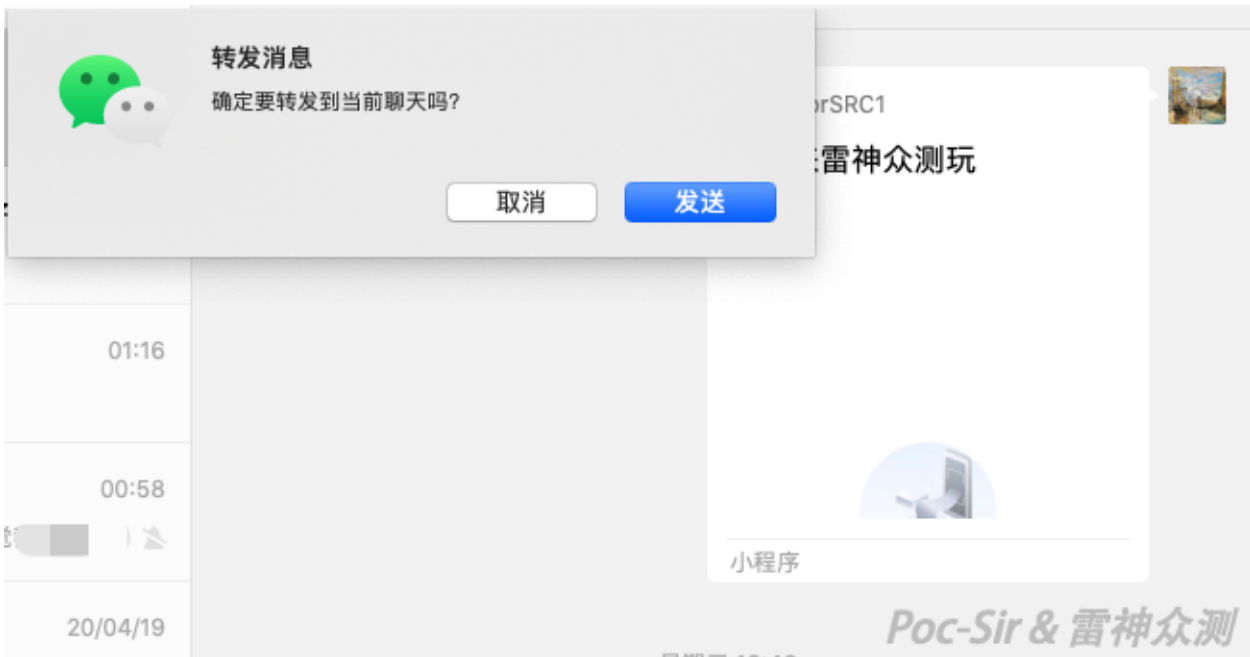 转发消息
确定要转发到当前聊天吗?
取消
发送
orSRC1
雷神众测玩
01:16
00:58
20/04/19
小程序
Poc-Sir & 雷神众测